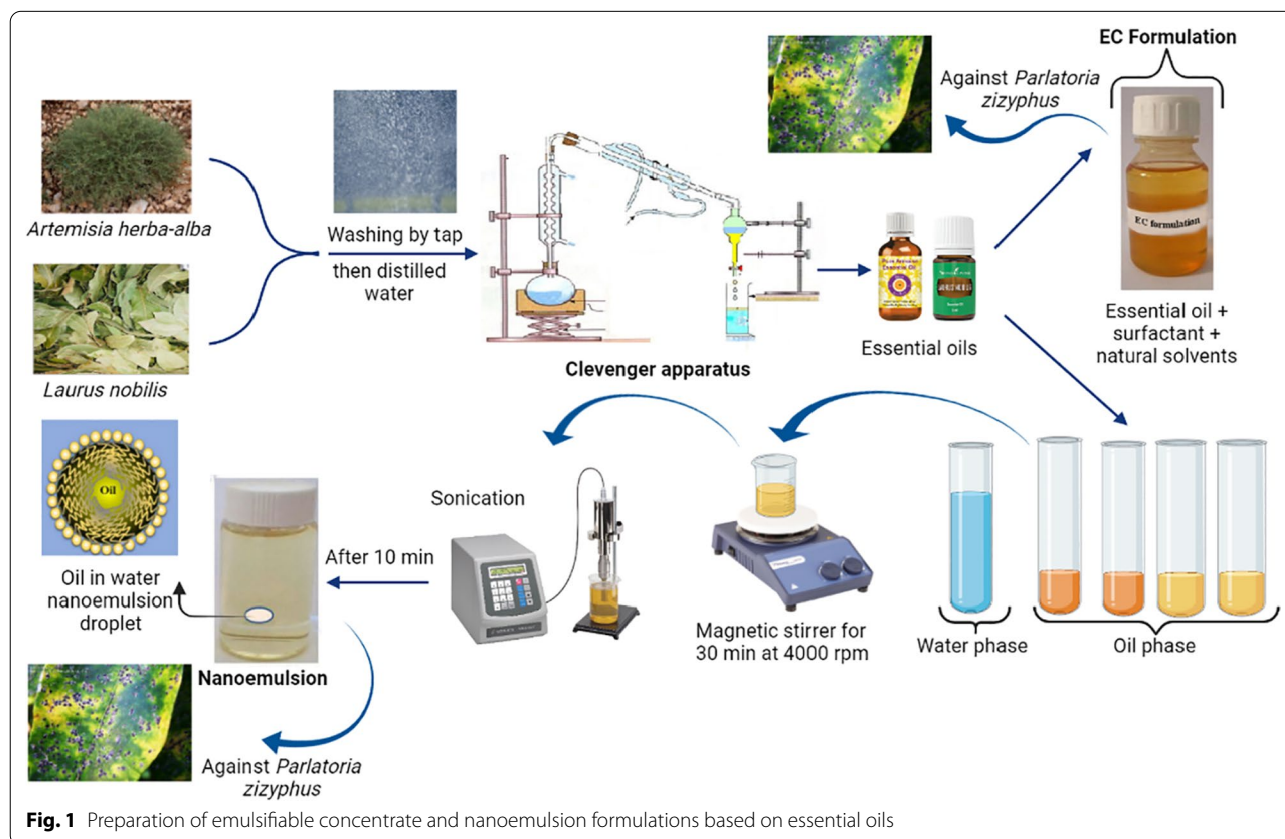 EC Formulation
Against Parlatoria
zizyphus
Artemisia herba-alba
Washing by tap
then distilled
water
EC formulation
Laurus nobilis
Clevenger apparatus
Essential oils
Essential oil +
surfactant +
natural solvents
Oil
Sonication
After 10 min
Oil in water
nanoemulsion
droplet
Nanoemulsion
Magnetic stirrer for
30 min at 4000 rpm
Water phase
Oil phase
Against Parlatoria
zizyphus
Fig. 1 Preparation of emulsifiable concentrate and nanoemulsion formulations based on essential oils